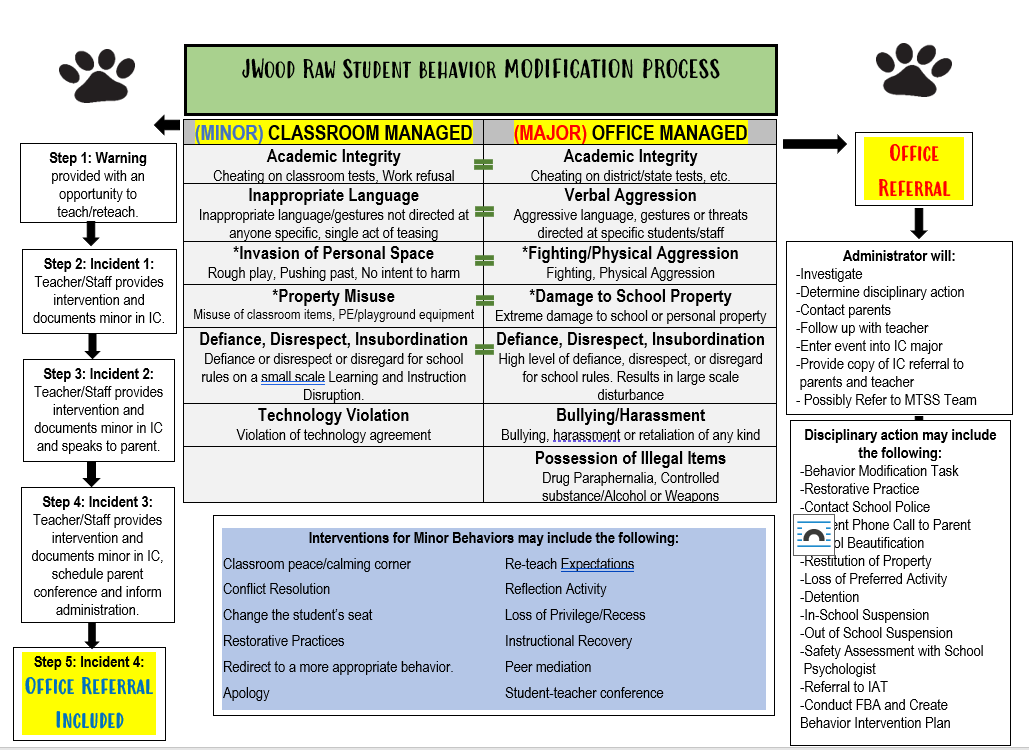 JWood Raw Student behavior MODIFICATION PROCESS
(MINOR) CLASSROOM MANAGED
Academic Integrity
Cheating on classroom tests, Work refusal
Inappropriate Language
Inappropriate language/gestures not directed at
anyone specific, single act of teasing
*Invasion of Personal Space
Rough play, Pushing past, No intent to harm
*Property Misuse
Misuse of classroom items, PE/playground equipment
Defiance, Disrespect, Insubordination
Defiance or disrespect or disregard for school
rules on a small scale Learning and Instruction
Disruption.
Technology Violation
Violation of technology agreement
(MAJOR) OFFICE MANAGED
Academic Integrity
Cheating on district/state tests, etc.
Verbal Aggression
Aggressive language, gestures or threats
directed at specific students/staff
*Fighting/Physical Aggression
Fighting, Physical Aggression
*Damage to School Property
Extreme damage to school or personal property
Defiance, Disrespect, Insubordination
High level of defiance, disrespect, or disregard
for school rules. Results in large scale
disturbance
Bullying/Harassment
Bullying, harassment or retaliation of any kind
Possession of Illegal Items
Drug Paraphernalia, Controlled
substance/Alcohol or Weapons
Step 1: Warning
provided with an
opportunity to
teach/reteach.
Step 2: Incident 1:
Teacher/Staff provides
intervention and
documents minor in IC.
Step 3: Incident 2:
Teacher/Staff provides
intervention and
documents minor in IC
and speaks to parent.
Step 4: Incident 3:
Teacher/Staff provides
intervention and
documents minor in IC,
schedule parent
conference and inform
administration.
Step 5: Incident 4:
Office Referral
Included
Office
Referral
Administrator will:
-Investigate
-Determine disciplinary action
-Contact parents
-Follow up with teacher
-Enter event into IC major
-Provide copy of IC referral to
parents and teacher
- Possibly Refer to MTSS Team
Disciplinary action may include
the following:
-Behavior Modification Task
-Restorative Practice
-Contact School Police
Phone Call to Parent
Beautification
-Restitution of Property
-Loss of Preferred Activity
-Detention
-In-School Suspension
-Out of School Suspension
-Safety Assessment with School
Psychologist
-Referral to IAT
-Conduct FBA and Create
Behavior Intervention Plan
Interventions for Minor Behaviors may include the following:
Classroom peace/calming corner
Conflict Resolution
Change the student's seat
Restorative Practices
Redirect to a more appropriate behavior.
Apology
Re-teach Expectations
Reflection Activity
Loss of Privilege/Recess
Instructional Recovery
Peer mediation
Student-teacher conference